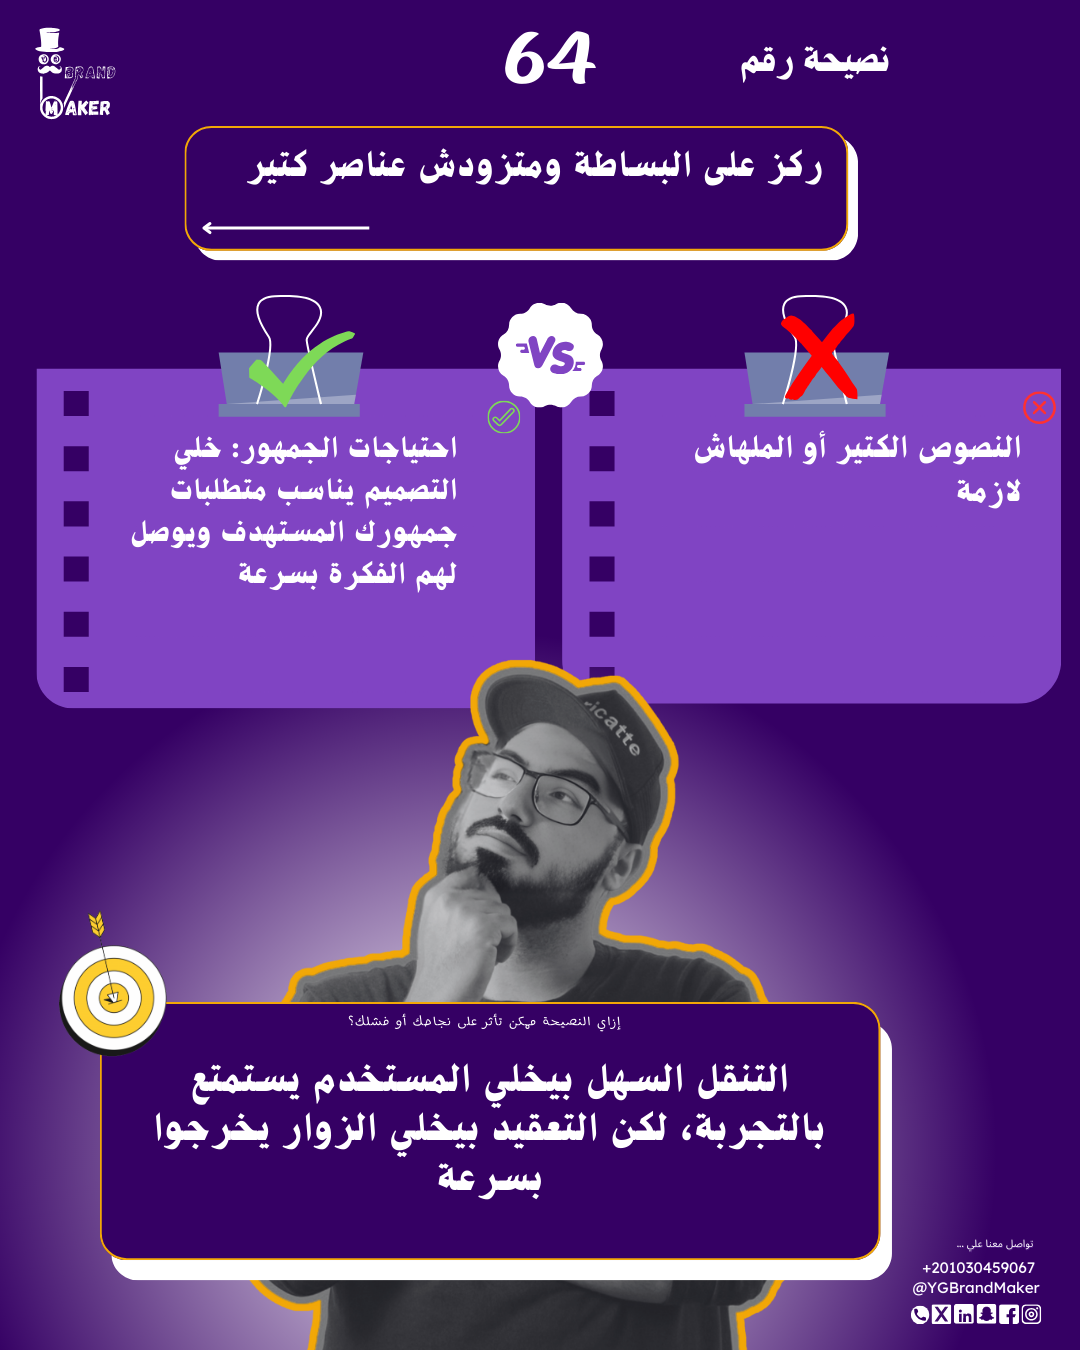 BRAND
MAKER
نصيحة رقم 64
ركز على البساطة ومتزودش عناصر كتير
VS
النصوص الكتير أو الملهاش
لازمة
احتياجات الجمهور: خلي
التصميم يناسب متطلبات
جمهورك المستهدف ويوصل
لهم الفكرة بسرعة
icatte
إزاي النصيحة ممكن تأثر على نجاحك أو فشلك؟
التنقل السهل بيخلي المستخدم يستمتع
بالتجربة، لكن التعقيد بيخلي الزوار يخرجوا
بسرعة
تواصل معنا علي ...
+201030459067
@YGBrandMaker